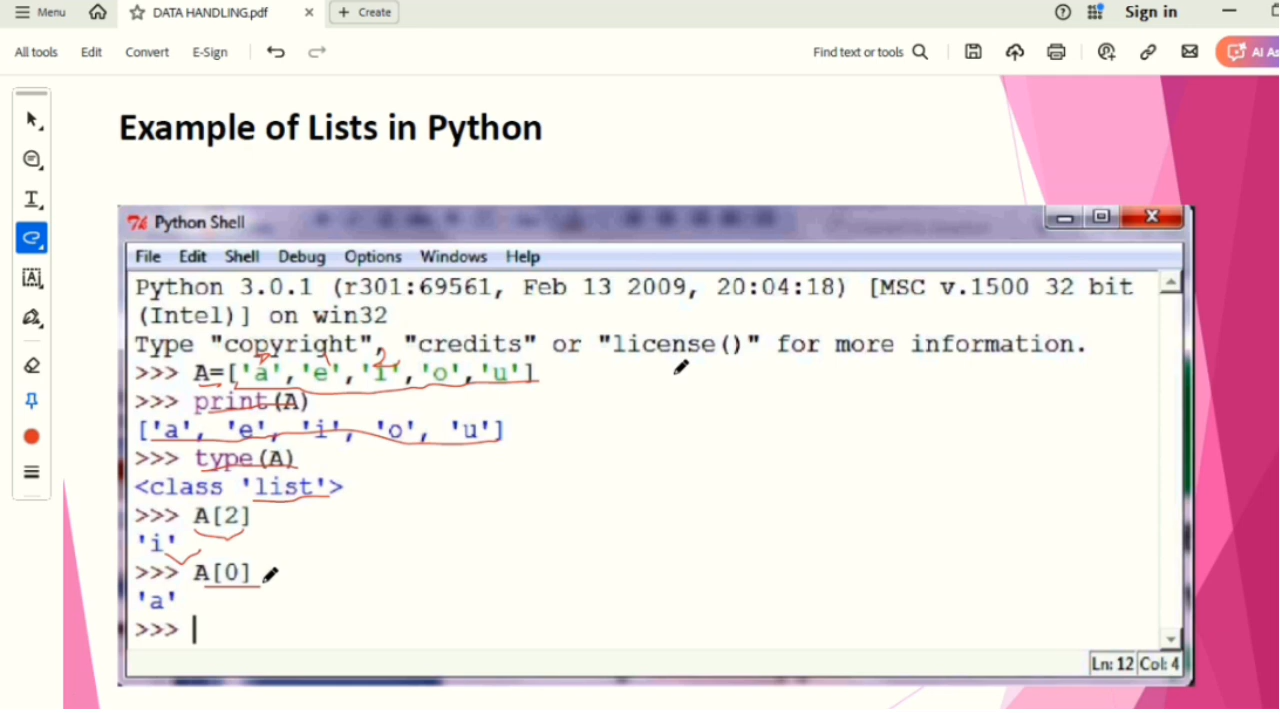 Menu DATA HANDLING.pdf × + Create Sign in
All tools Edit Convert E-Sign Find text or tools AI As
Example of Lists in Python
Python Shell
File Edit Shell Debug Options Windows Help
Python 3.0.1 (r301:69561, Feb 13 2009, 20:04:18) [MSC v.1500 32 bit
(Intel)] on win32
Type "copyright", "credits" or "license()" for more information.
>>> A=['a','e','i','o','u']
>>> print(A)
['a', 'e', 'i', 'o', 'u']
>>> type(A)
<class 'list'>
>>> A[2]
'i'
>>> A[0]
'a'
>>>
Ln: 12 Col: 4